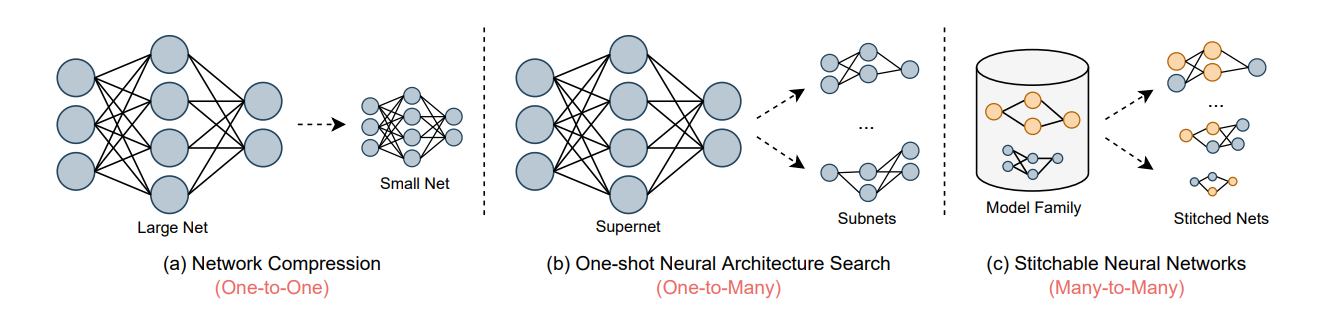 Large Net
Small Net
(a) Network Compression
(One-to-One)
Supernet
...
Subnets
(b) One-shot Neural Architecture Search
(One-to-Many)
Model Family
...
Stitched Nets
(c) Stitchable Neural Networks
(Many-to-Many)